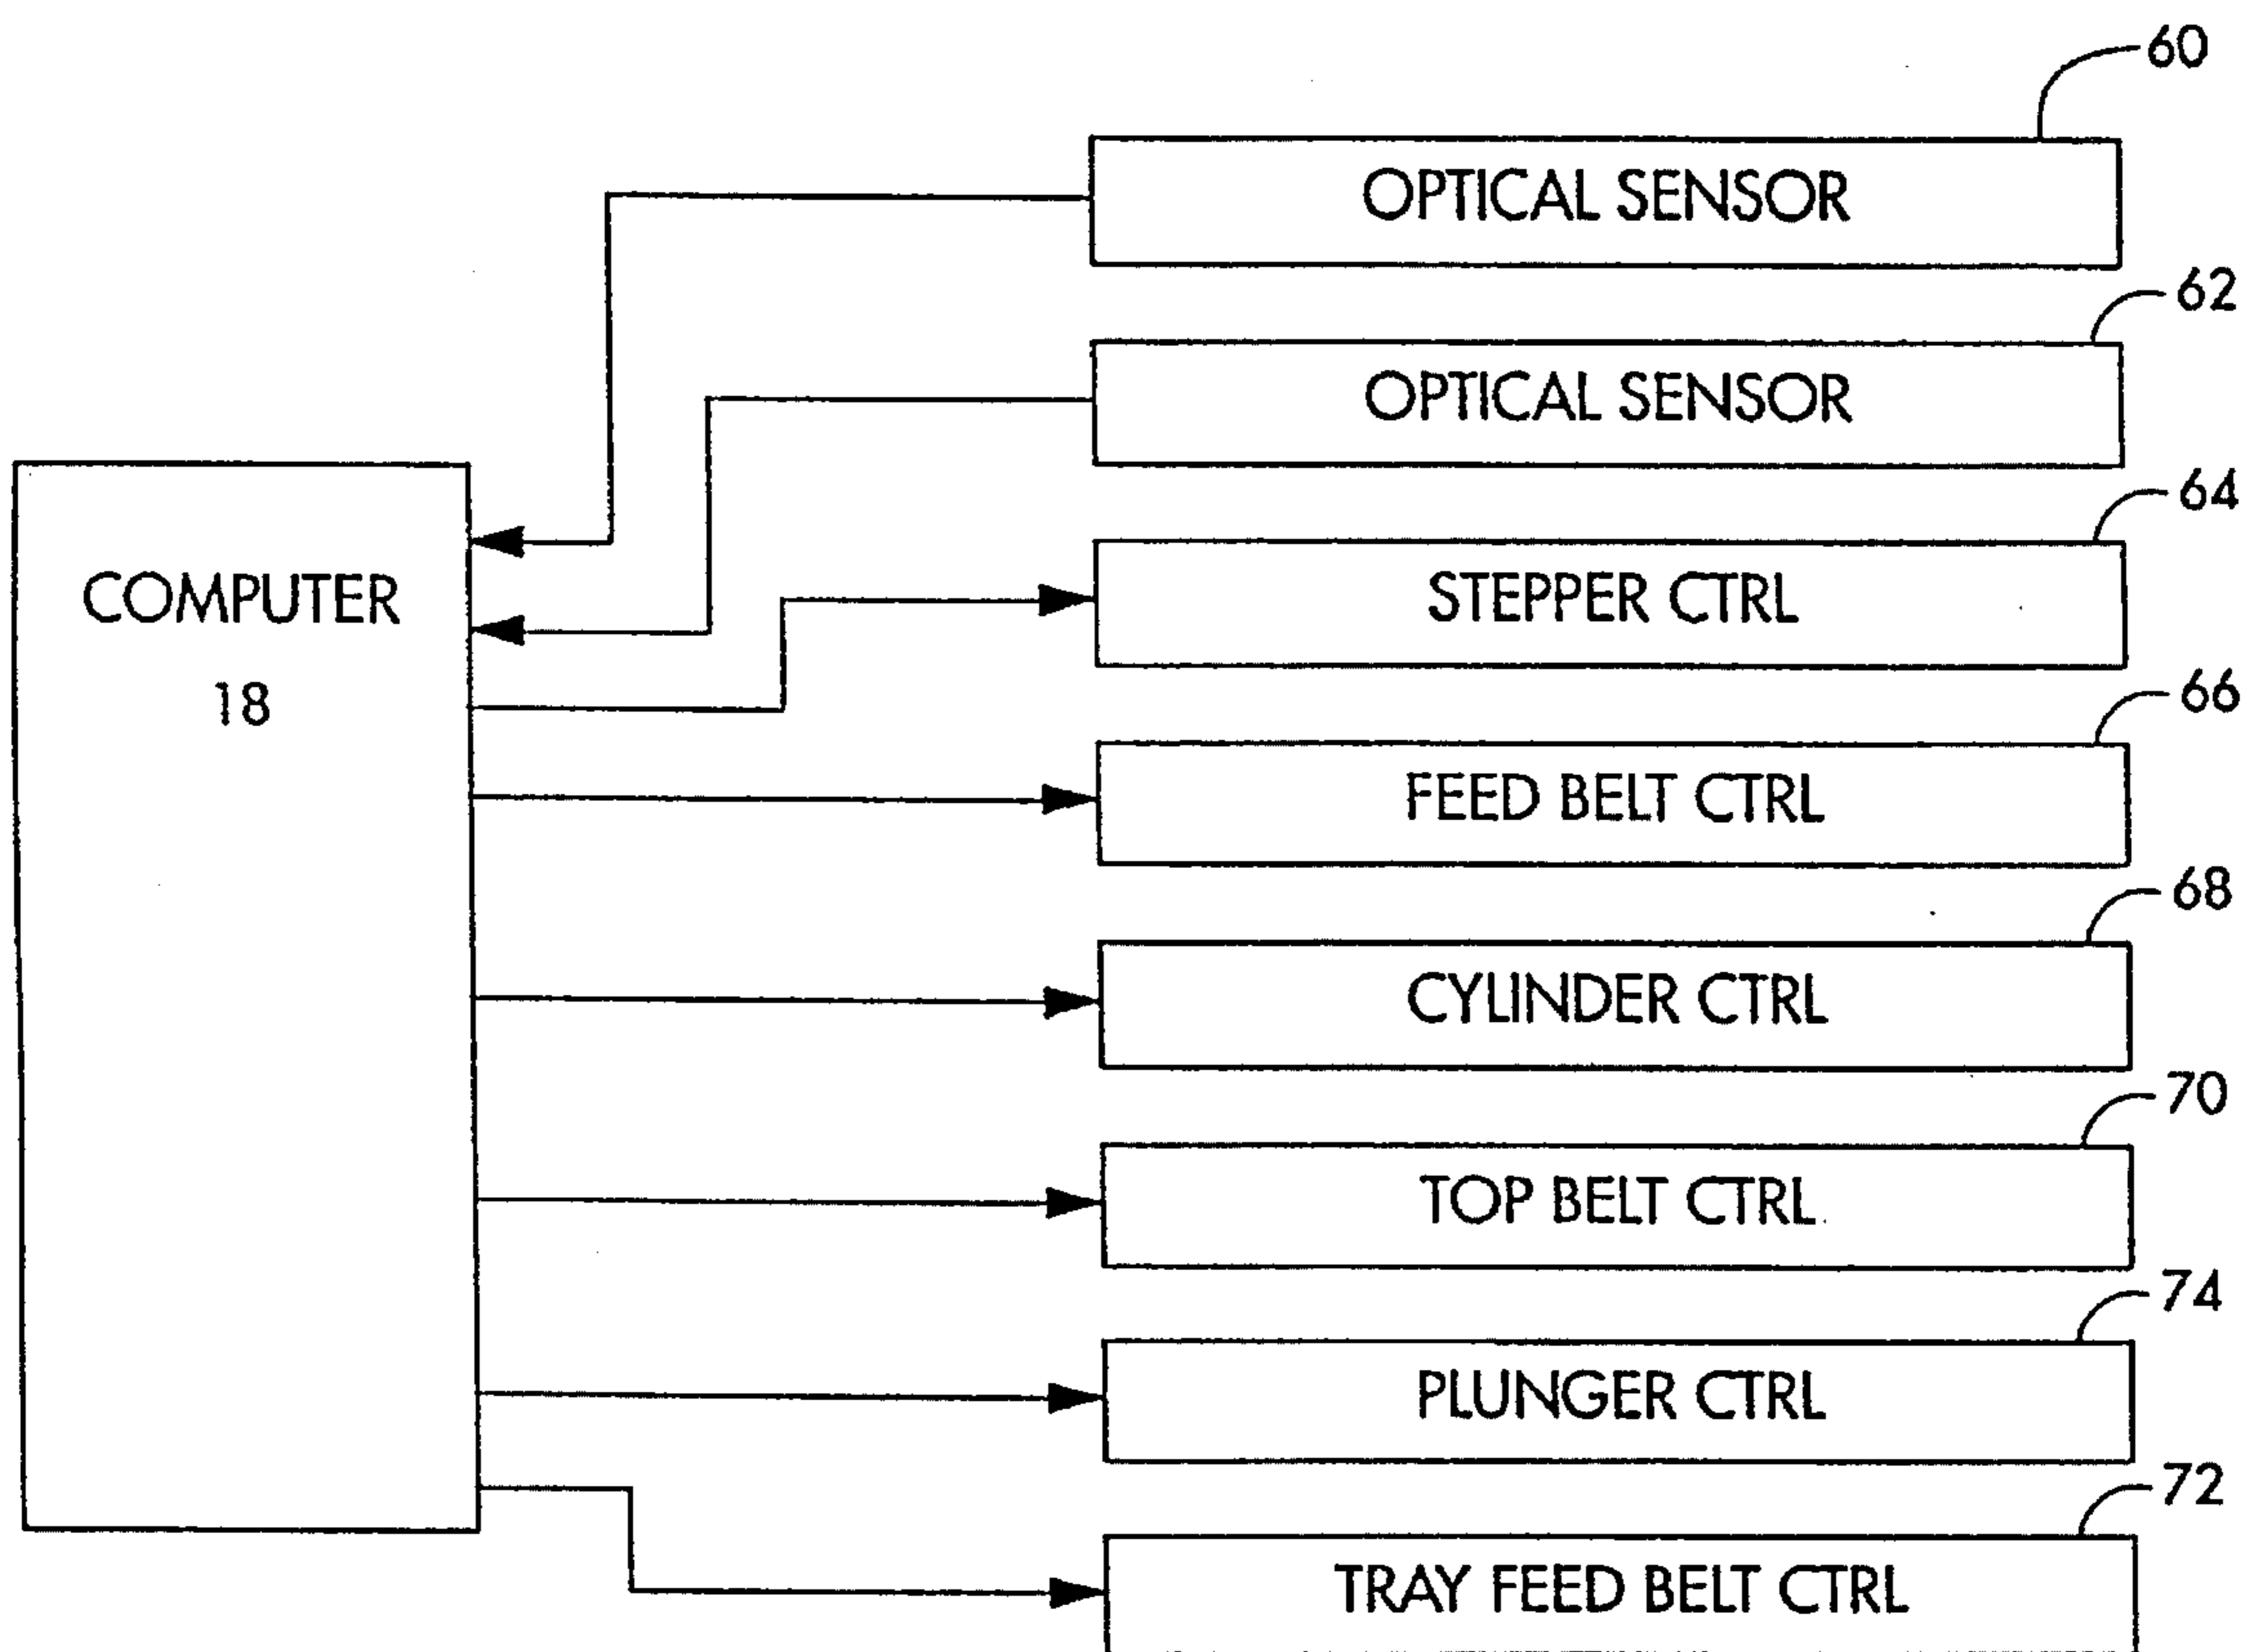 60
OPTICAL SENSOR
62
OPTICAL SENSOR
64
STEPPER CTRL
COMPUTER
18
66
FEED BELT CTRL
68
CYLINDER CTRL
70
TOP BELT CTRL
74
PLUNGER CTRL
72
TRAY FEED BELT CTRL